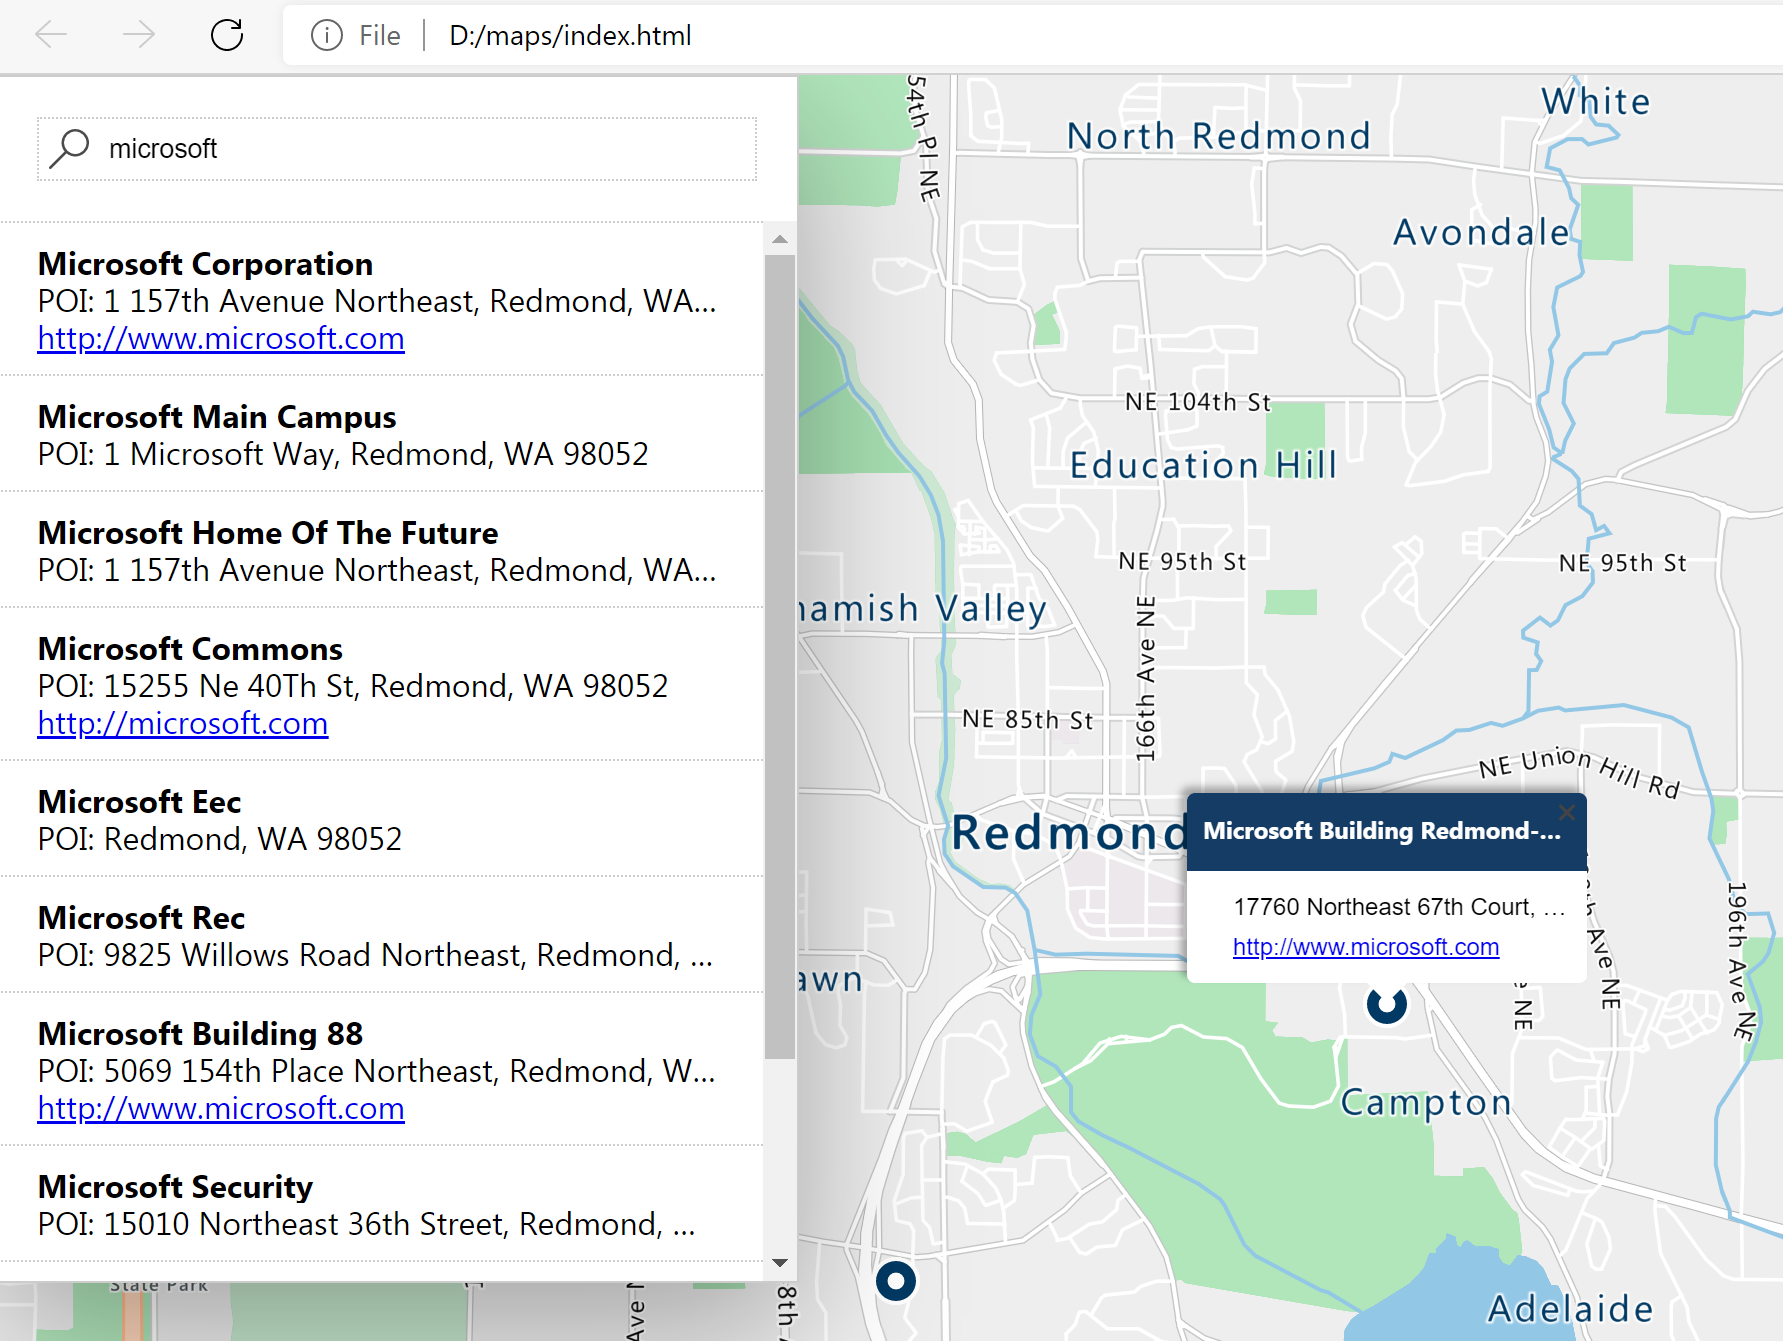 File
D:/maps/index.html
microsoft
Microsoft Corporation
POI: 1 157th Avenue Northeast, Redmond, WA...
http://www.microsoft.com
Microsoft Main Campus
POI: 1 Microsoft Way, Redmond, WA 98052
Microsoft Home Of The Future
POI: 1 157th Avenue Northeast, Redmond, WA...
Microsoft Commons
POI: 15255 Ne 40Th St, Redmond, WA 98052
http://microsoft.com
Microsoft Eec
POI: Redmond, WA 98052
Microsoft Rec
POI: 9825 Willows Road Northeast, Redmond, ...
Microsoft Building 88
POI: 5069 154th Place Northeast, Redmond, W...
http://www.microsoft.com
Microsoft Security
POI: 15010 Northeast 36th Street, Redmond, ...
State Park
54th Pl NE
North Redmond
White
Avondale
NE 104th St
Education Hill
NE 95th St
NE 95th St
amish Valley
166th Ave NE
NE 85th St
NE Union Hill Rd
Redmond
Microsoft Building Redmond-...
17760 Northeast 67th Court, ...
http://www.microsoft.com
Ave NE
NE
196th Ave NE
awn
Campton
Adelaide
Ave N
8th